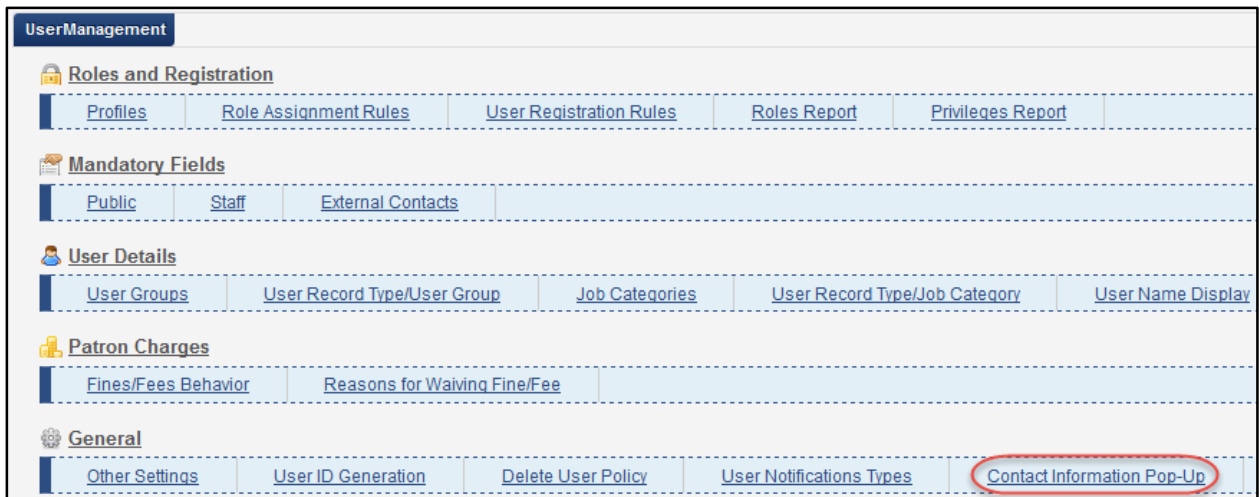 UserManagement
Roles and Registration
Profiles Role Assignment Rules User Registration Rules Roles Report Privileges Report
Mandatory Fields
Public Staff External Contacts
User Details
User Groups User Record Type/User Group Job Categories User Record Type/Job Category User Name Display
Patron Charges
Fines/Fees Behavior Reasons for Waiving Fine/Fee
General
Other Settings User ID Generation Delete User Policy User Notifications Types Contact Information Pop-Up